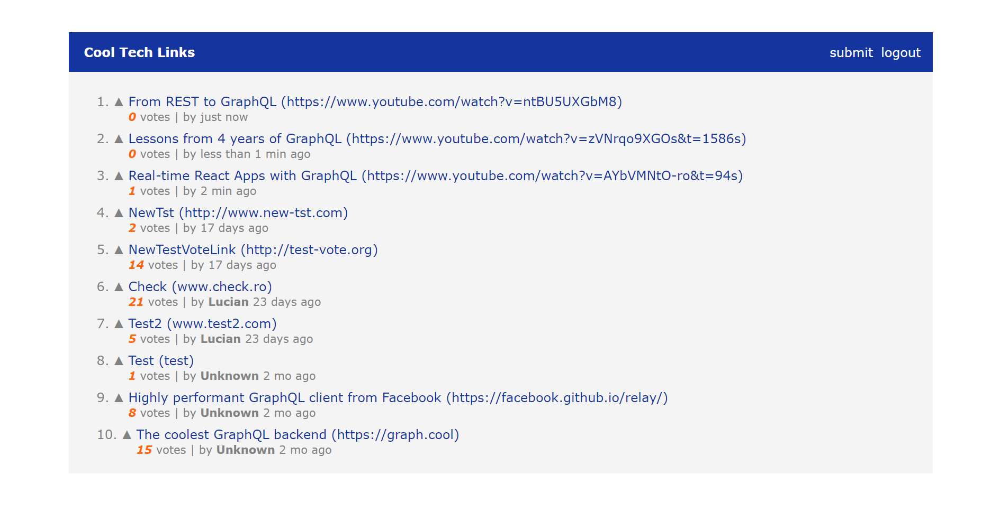 Cool Tech Links submit logout
1. ▲ From REST to GraphQL (https://www.youtube.com/watch?v=ntBU5UXGbM8)
0 votes | by just now
2. ▲ Lessons from 4 years of GraphQL (https://www.youtube.com/watch?v=zVNrqo9XGOs&t=1586s)
0 votes | by less than 1 min ago
3. ▲ Real-time React Apps with GraphQL (https://www.youtube.com/watch?v=AYbVMNtO-ro&t=94s)
1 votes | by 2 min ago
4. ▲ NewTst (http://www.new-tst.com)
2 votes | by 17 days ago
5. ▲ NewTestVoteLink (http://test-vote.org)
14 votes | by 17 days ago
6. ▲ Check (www.check.ro)
21 votes | by Lucian 23 days ago
7. ▲ Test2 (www.test2.com)
5 votes | by Lucian 23 days ago
8. ▲ Test (test)
1 votes | by Unknown 2 mo ago
9. ▲ Highly performant GraphQL client from Facebook (https://facebook.github.io/relay/)
8 votes | by Unknown 2 mo ago
10. ▲ The coolest GraphQL backend (https://graph.cool)
15 votes | by Unknown 2 mo ago